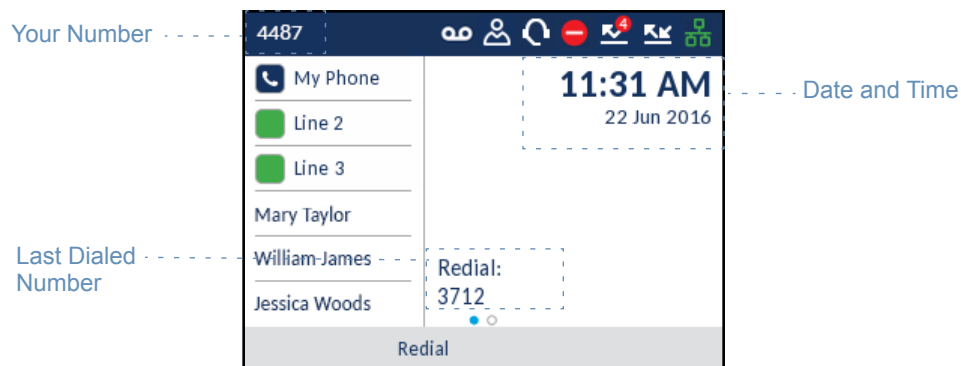 Your Number
4487
4
My Phone
11:31 AM
Date and Time
Line 2
22 Jun 2016
Line 3
Mary Taylor
Last Dialed
Number
William James
Redial:
3712
Jessica Woods
Redial